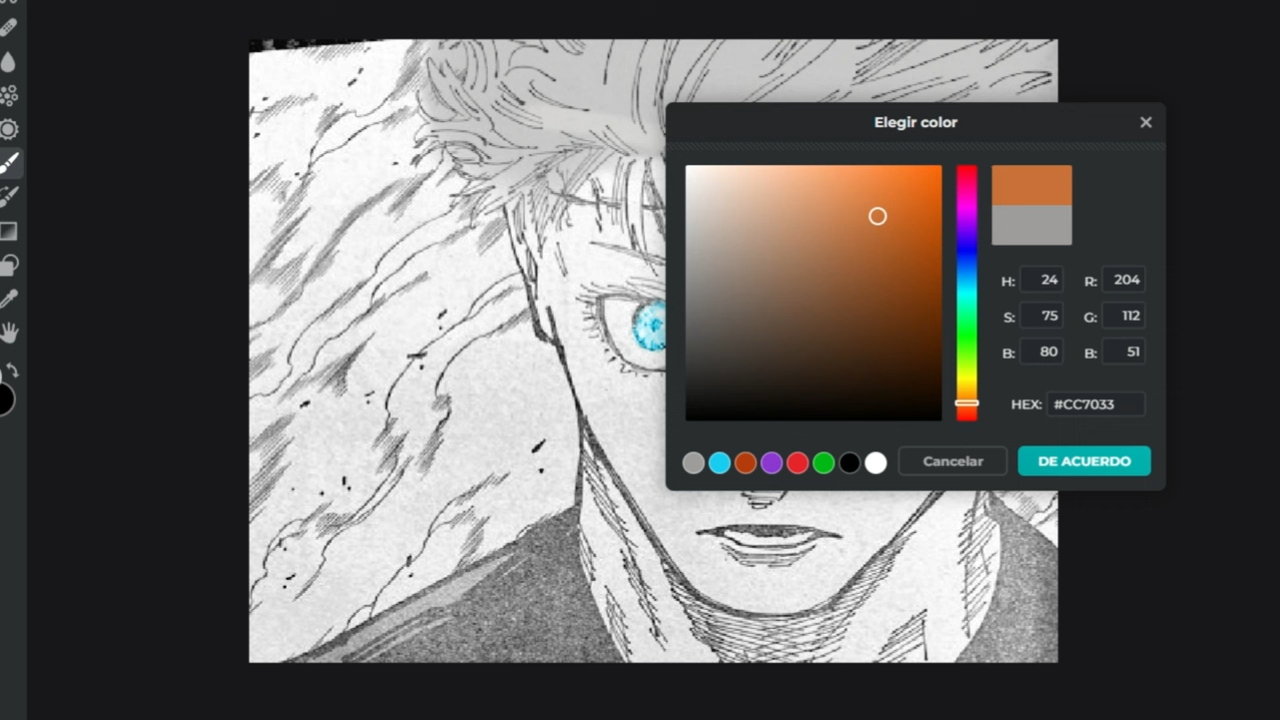 Elegir color
H: 24 R: 204
S: 75 G: 112
B: 80 B: 51
HEX: #CC7033
Cancelar DE ACUERDO